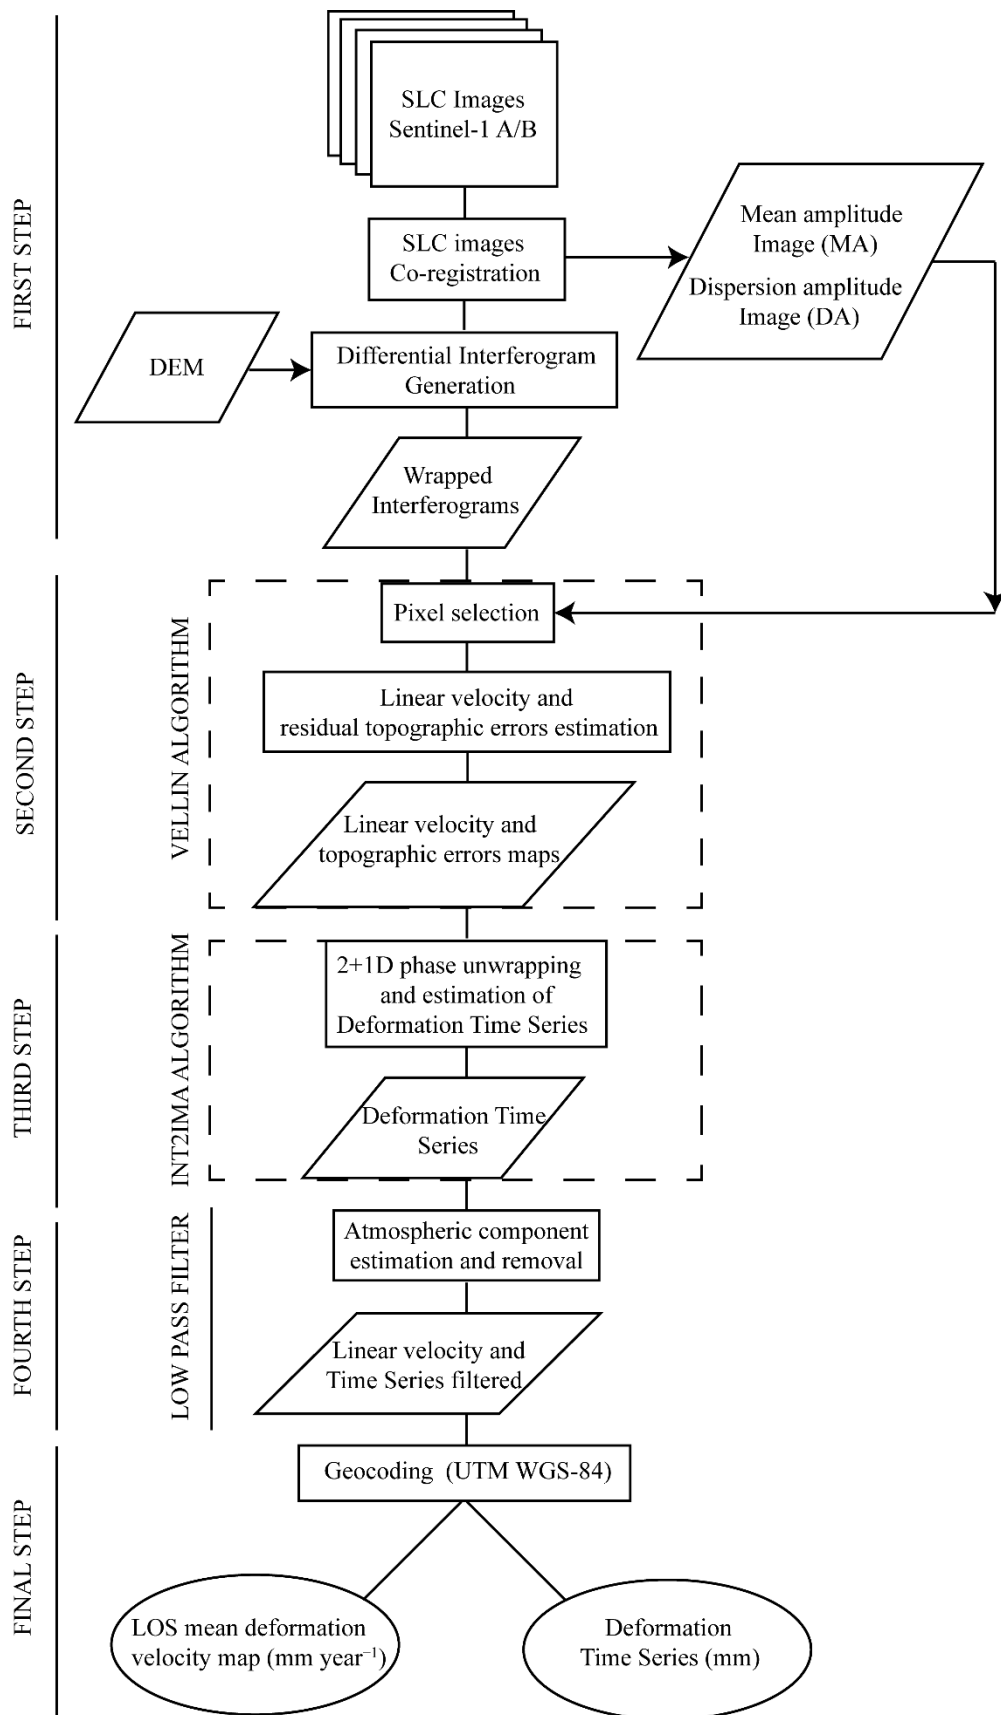 FIRST STEP
SLC Images
Sentinel-1 A/B
SLC images
Co-registration
Mean amplitude
Image (MA)
Dispersion amplitude
Image (DA)
DEM
Differential Interferogram
Generation
Wrapped
Interferograms
SECOND STEP
VELLIN ALGORITHM
Pixel selection
Linear velocity and
residual topographic errors estimation
Linear velocity and
topographic errors maps
THIRD STEP
INT2IMA ALGORITHM
2+1D phase unwrapping
and estimation of
Deformation Time Series
Deformation Time
Series
FOURTH STEP
LOW PASS FILTER
Atmospheric component
estimation and removal
Linear velocity and
Time Series filtered
FINAL STEP
Geocoding (UTM WGS-84)
LOS mean deformation
velocity map (mm year⁻¹)
Deformation
Time Series (mm)